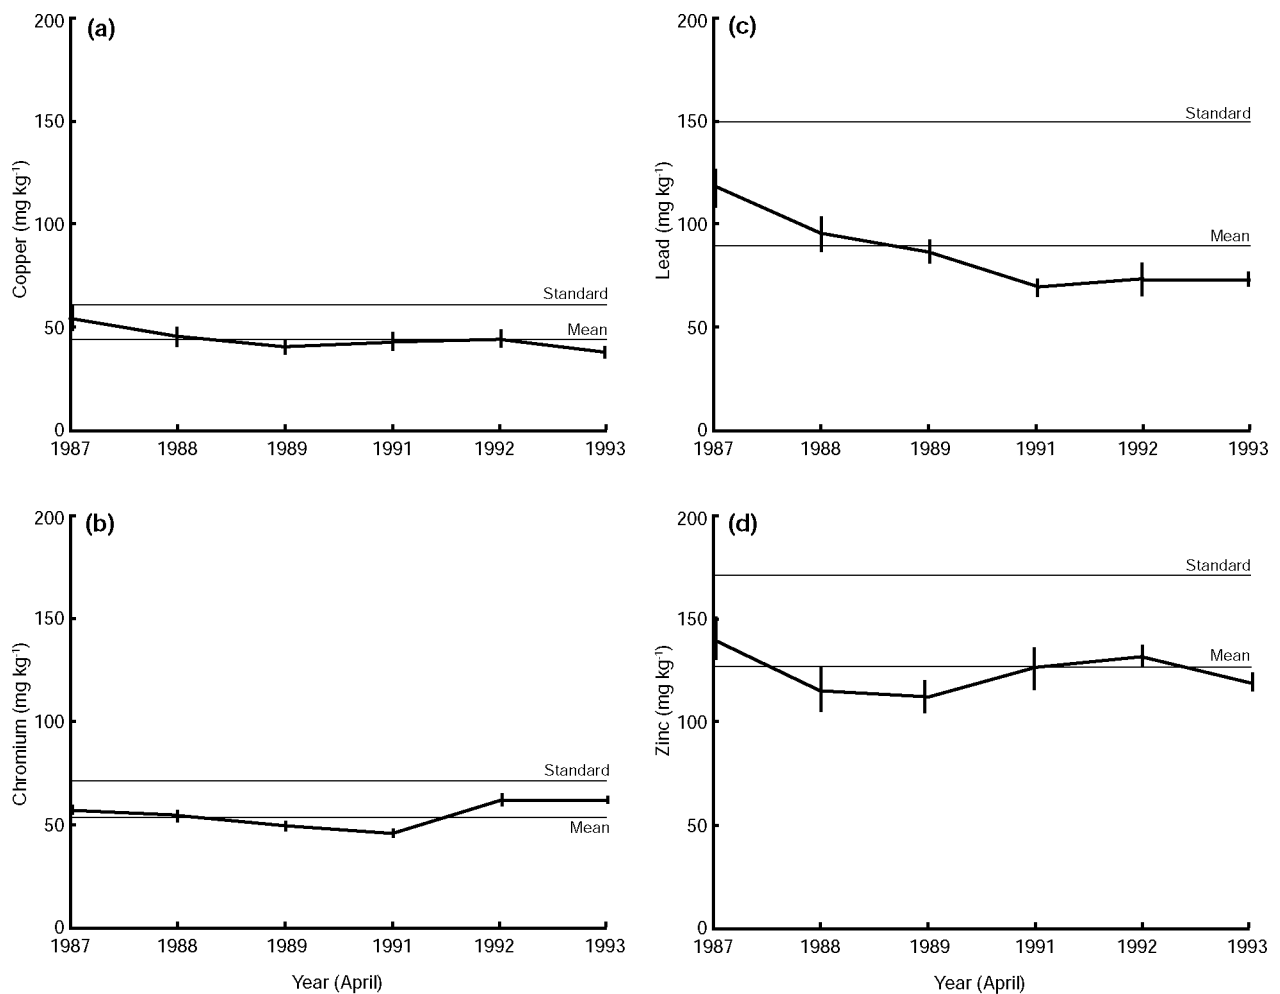 (a)
200
150
100
50
0
Copper (mg kg-1)
Standard
Mean
1987 1988 1989 1991 1992 1993
(c)
200
150
100
50
0
Lead (mg kg-1)
Standard
Mean
1987 1988 1989 1991 1992 1993
(b)
200
150
100
50
0
Chromium (mg kg-1)
Standard
Mean
1987 1988 1989 1991 1992 1993
Year (April)
(d)
200
150
100
50
0
Zinc (mg kg-1)
Standard
Mean
1987 1988 1989 1991 1992 1993
Year (April)